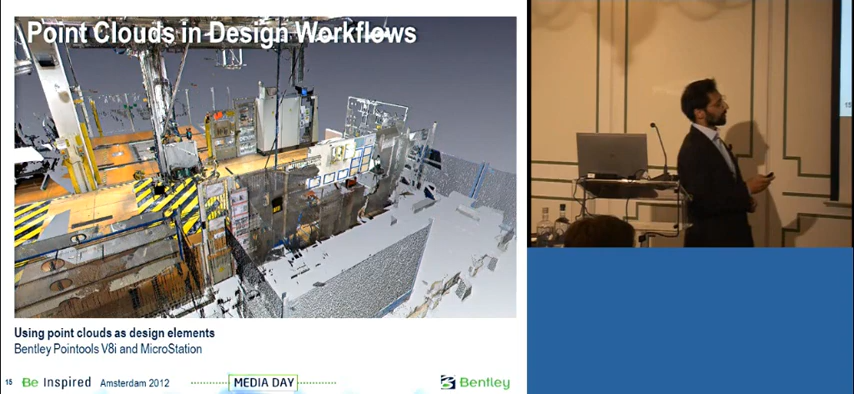 Point Clouds in Design Workflows
Using point clouds as design elements
Bentley Pointools V8i and MicroStation
15 Be Inspired Amsterdam 2012 MEDIA DAY Bentley
15